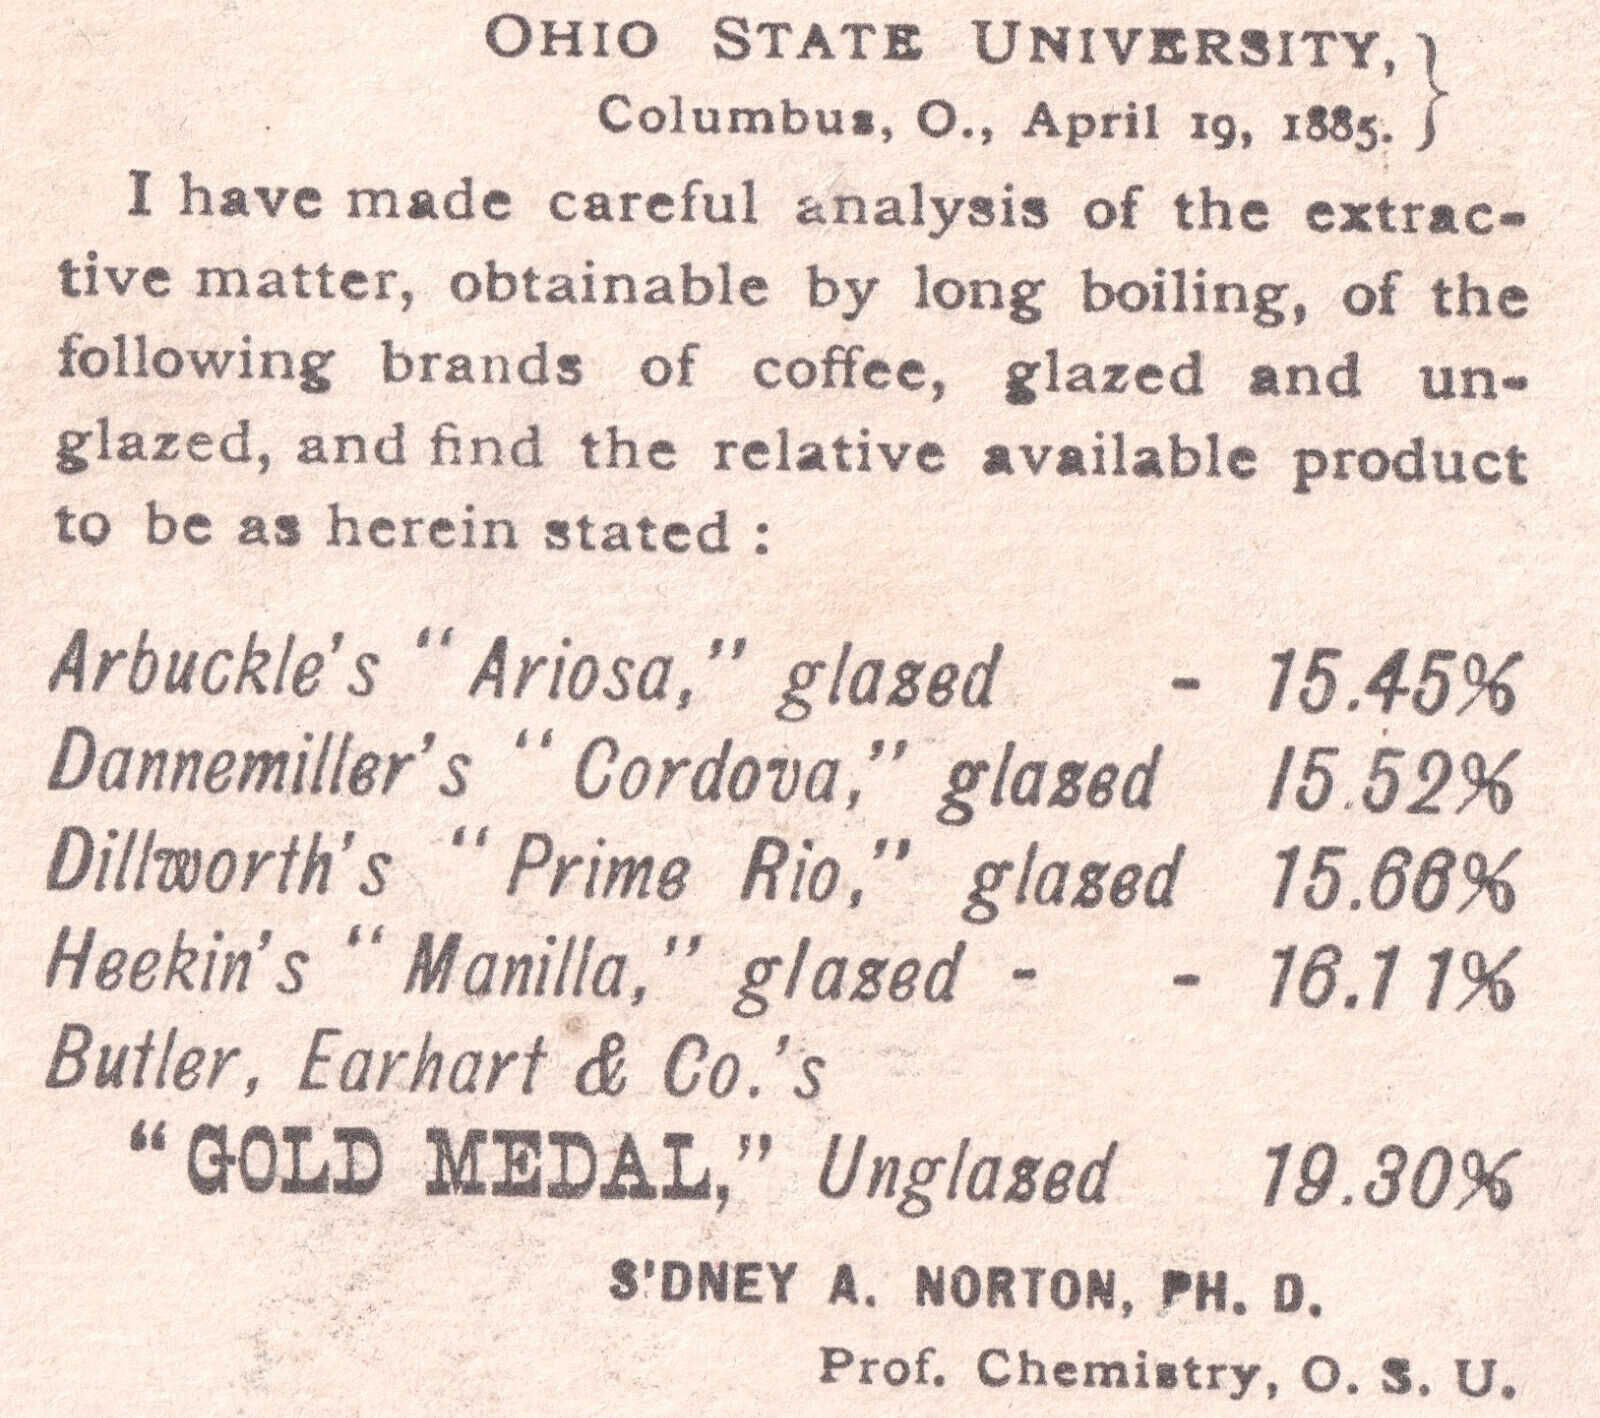 OHIO STATE UNIVERSITY,
Columbus, O., April 19, 1885.
I have made careful analysis of the extrac-
tive matter, obtainable by long boiling, of the
following brands of coffee, glazed and un-
glazed, and find the relative available product
to be as herein stated :
Arbuckle's "Ariosa," glazed - 15.45%
Dannemiller's "Cordova," glazed 15.52%
Dillworth's "Prime Rio," glazed 15.66%
Heekin's "Manilla," glazed - - 16.11%
Butler, Earhart & Co.'s
"GOLD MEDAL," Unglazed 19.30%
S'DNEY A. NORTON, PH. D.
Prof. Chemistry, O. S. U.